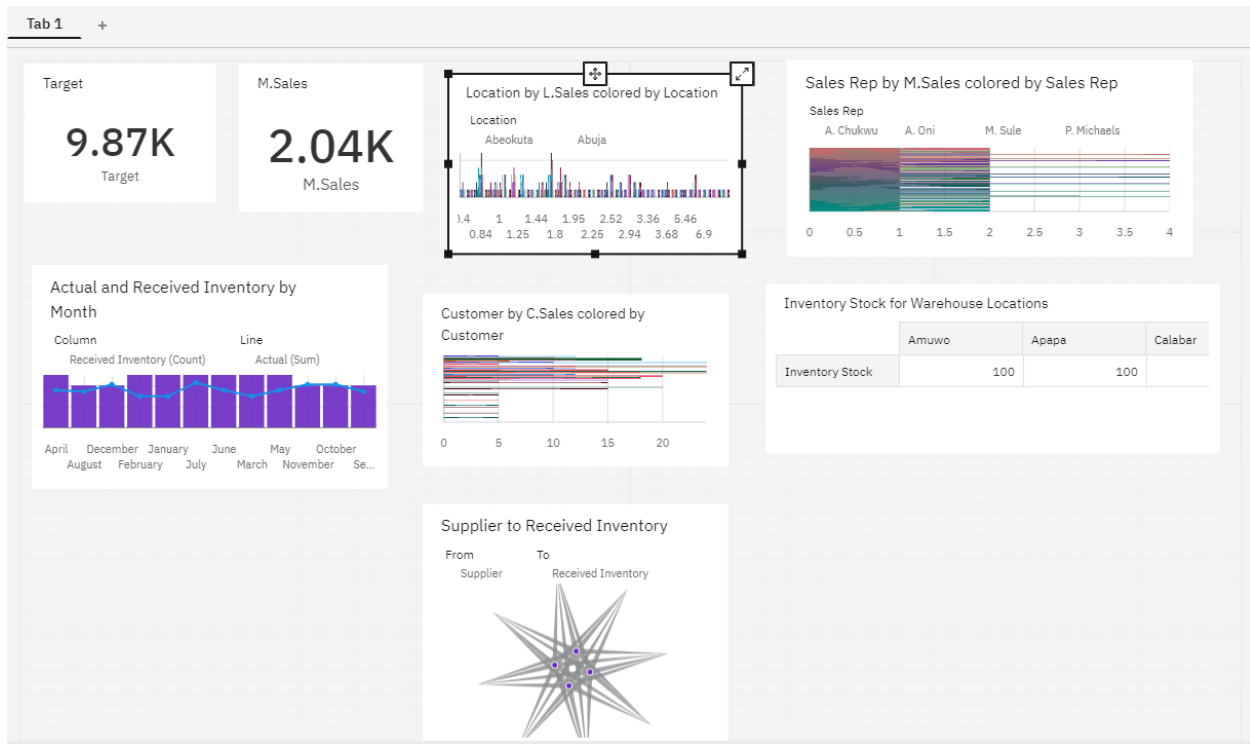 Tab 1 +
Target
9.87K
Target
M.Sales
2.04K
M.Sales
Location by L.Sales colored by Location
Location
Abeokuta Abuja
0.4 1 1.44 1.95 2.52 3.36 5.46
0.84 1.25 1.8 2.25 2.94 3.68 6.9
Sales Rep by M.Sales colored by Sales Rep
Sales Rep
A. Chukwu A. Oni M. Sule P. Michaels
0 0.5 1 1.5 2 2.5 3 3.5 4
Actual and Received Inventory by
Month
Column Line
Received Inventory (Count) Actual (Sum)
April December January June May October
August February July March November Se...
Customer by C.Sales colored by
Customer
0 5 10 15 20
Inventory Stock for Warehouse Locations
Amuwo Apapa Calabar
Inventory Stock 100 100
Supplier to Received Inventory
From To
Supplier Received Inventory